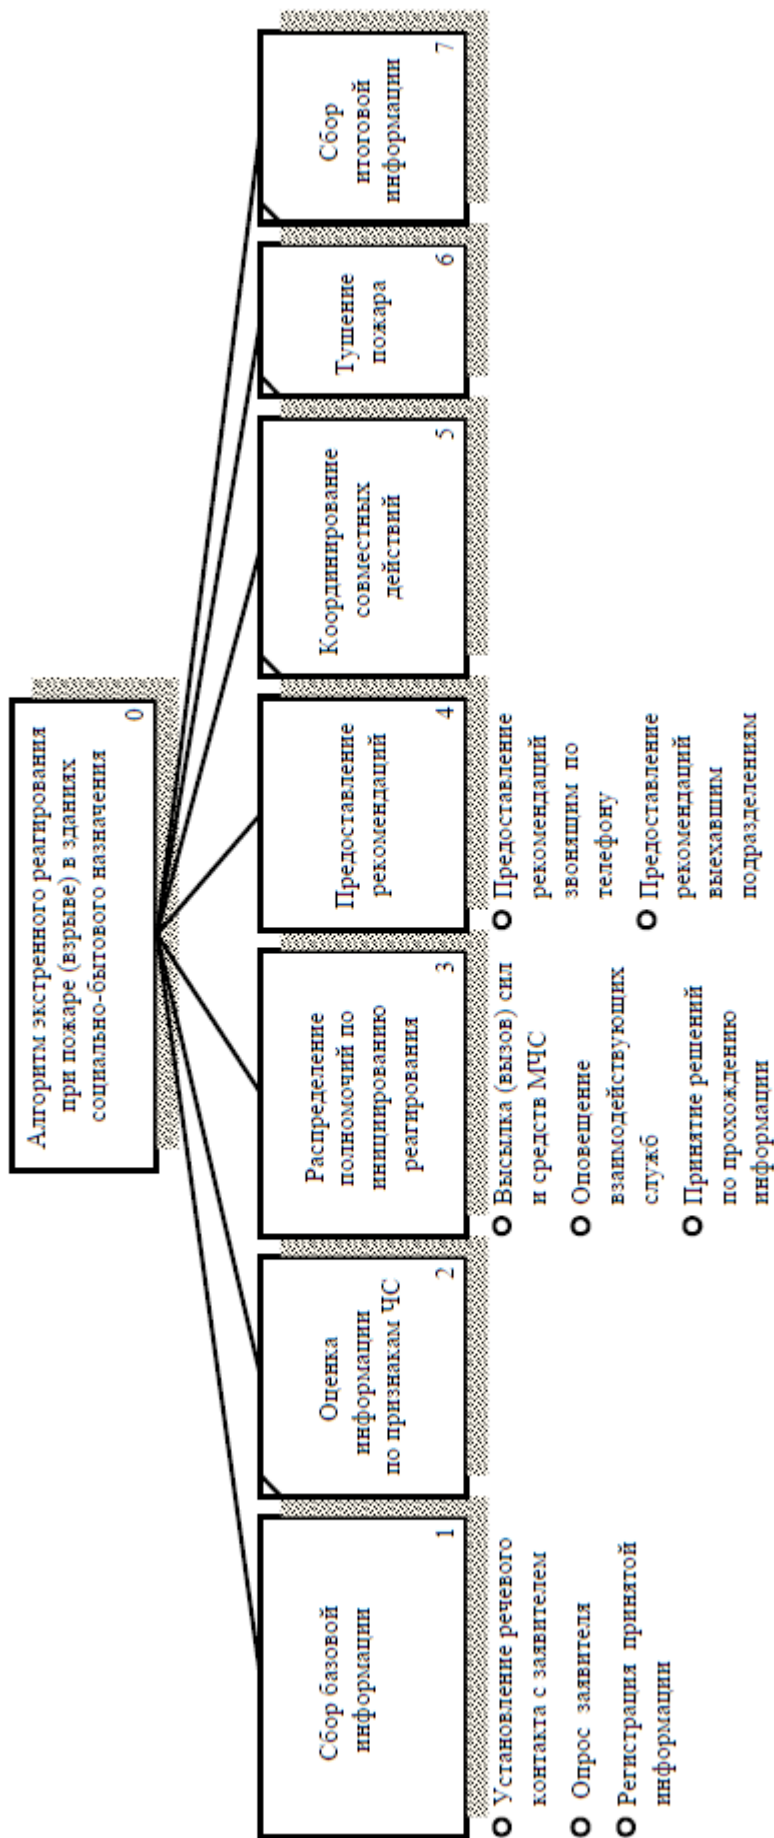 Алгоритм экстренного реагирования
при пожаре (взрыве) в зданиях
социально-бытового назначения
0
Сбор базовой
информации
1
Оценка
информации
по признакам ЧС
2
Распределение
полномочий по
инициированию
реагирования
3
Предоставление
рекомендаций
4
Координирование
совместных
действий
5
Тушение
пожара
6
Сбор
итоговой
информации
7
Установление речевого
контакта с заявителем
Опрос заявителя
Регистрация принятой
информации
Высылка (вызов) сил
и средств МЧС
Оповещение
взаимодействующих
служб
Принятие решений
по прохождению
информации
Предоставление
рекомендаций
звонящим по
телефону
Предоставление
рекомендаций
выехавшим
подразделениям